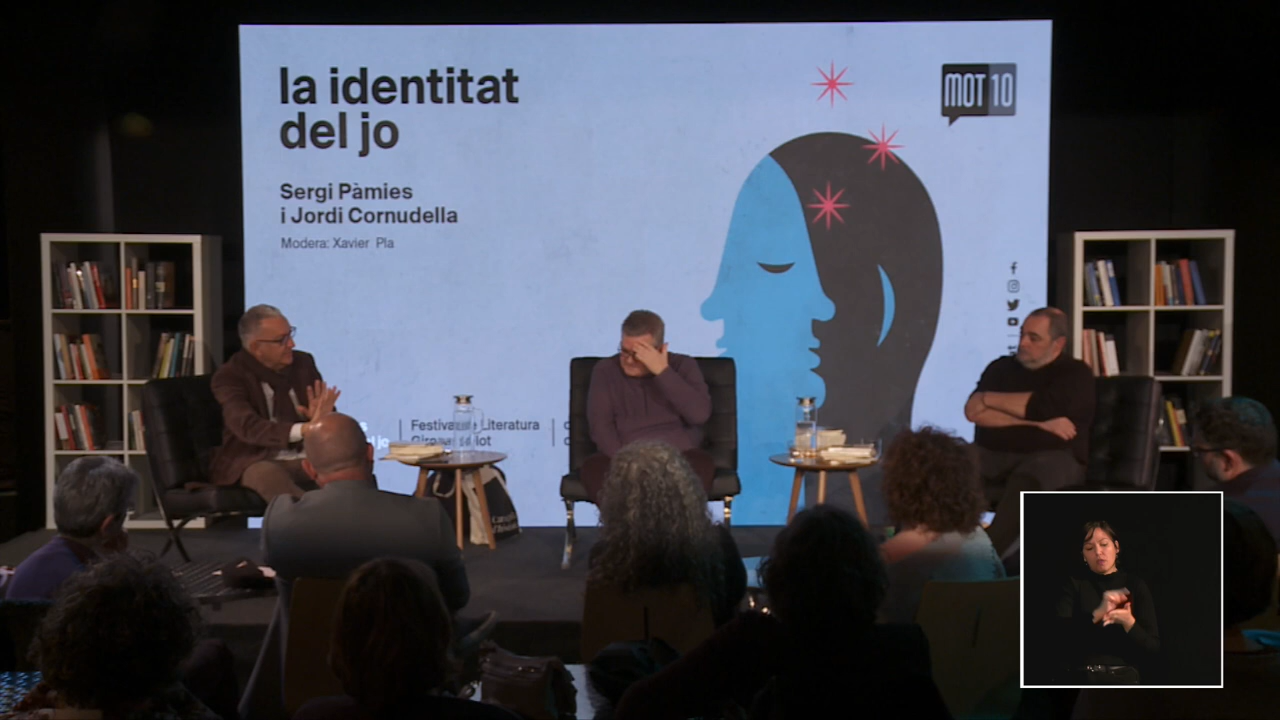 la identitat
del jo
MOT 10
Sergi Pàmies
i Jordi Cornudella
Modera: Xavier Pla
Festival de Literatura